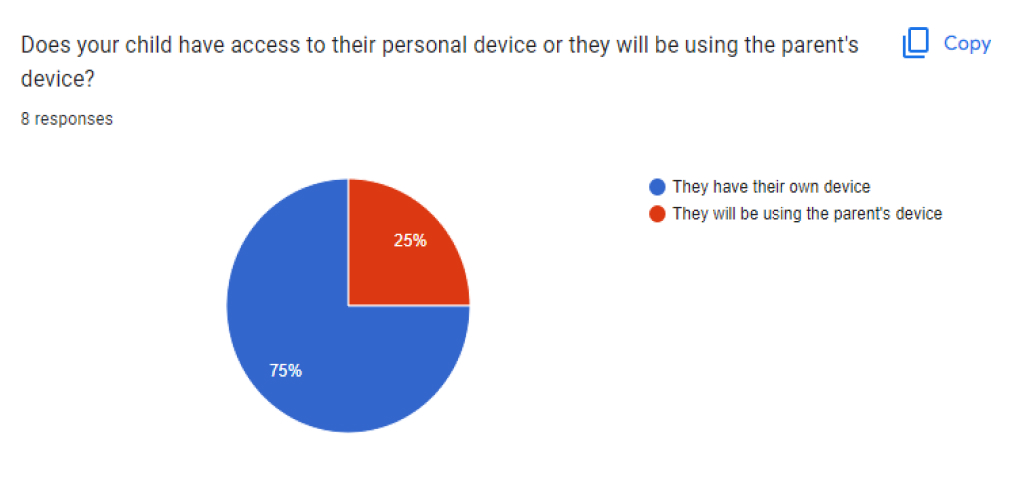 Does your child have access to their personal device or they will be using the parent's
device?
Copy
8 responses
They have their own device
They will be using the parent's device
25%
75%